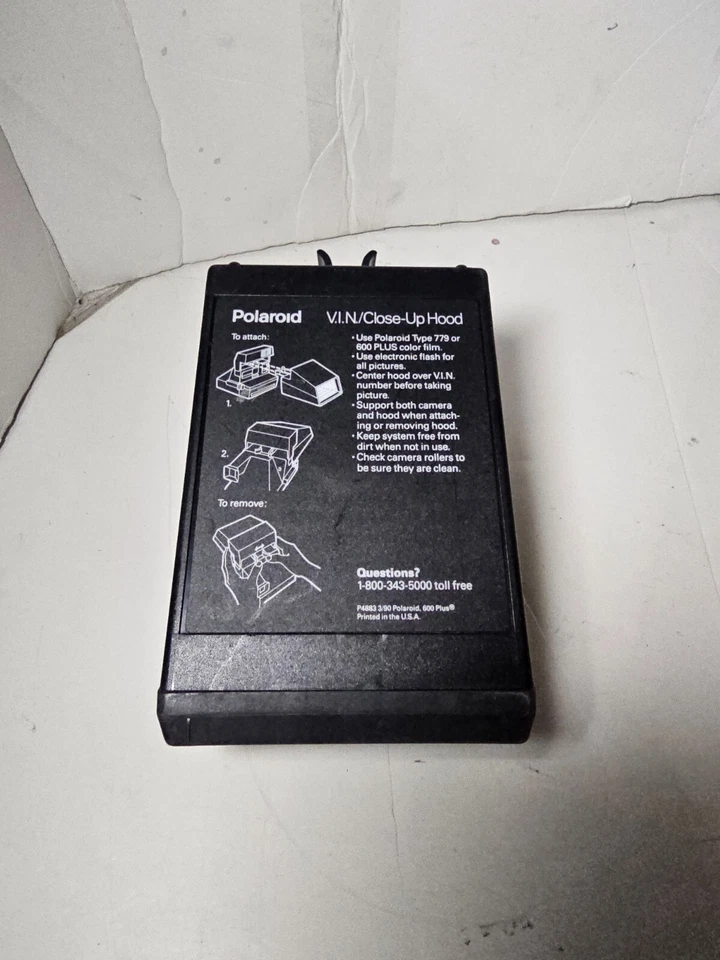 Polaroid V.I.N./Close-Up Hood
To attach:
1.
2.
To remove:
• Use Polaroid Type 779 or
600 PLUS color film.
• Use electronic flash for
all pictures.
• Center hood over V.I.N.
number before taking
picture.
• Support both camera
and hood when attach-
ing or removing hood.
• Keep system free from
dirt when not in use.
• Check camera rollers to
be sure they are clean.
Questions?
1-800-343-5000 toll free
P4883 3/90 Polaroid, 600 Plus®
Printed in the U.S.A.